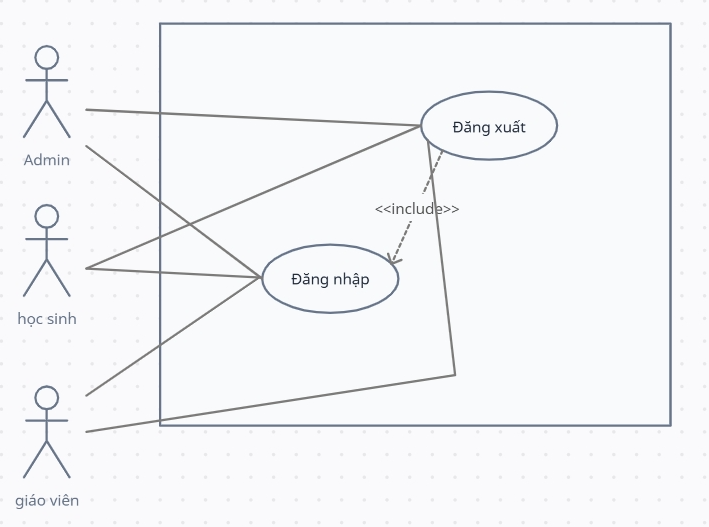 Admin
Đăng xuất
<<include>>
Đăng nhập
học sinh
giáo viên